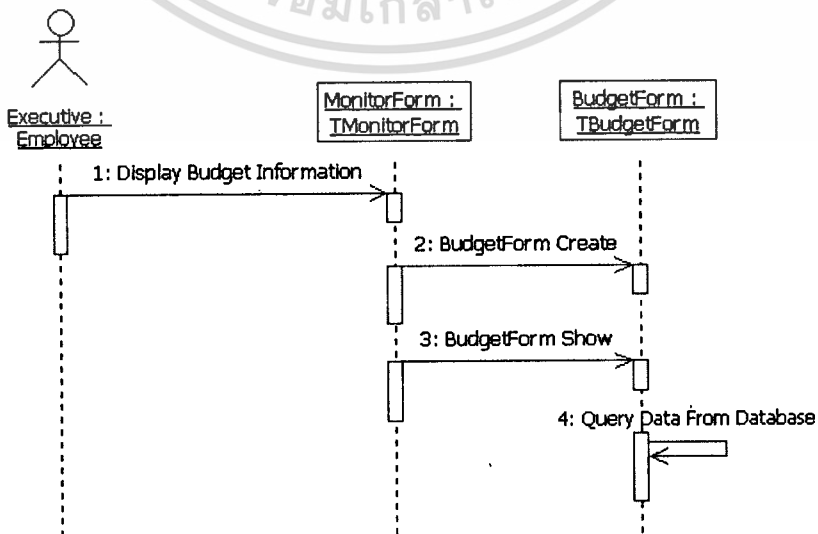 Executive :
Employee
MonitorForm :
TMonitorForm
BudgetForm :
TBudgetForm
1: Display Budget Information
2: BudgetForm Create
3: BudgetForm Show
4: Query Data From Database